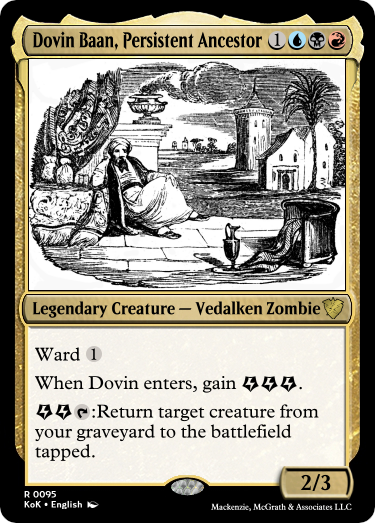 Dovin Baan, Persistent Ancestor 1
Legendary Creature — Vedalken Zombie
Ward 1
When Dovin enters, gain .
:Return target creature from
your graveyard to the battlefield
tapped.
2/3
R 0095
KoK • English
Mackenzie, McGrath & Associates LLC